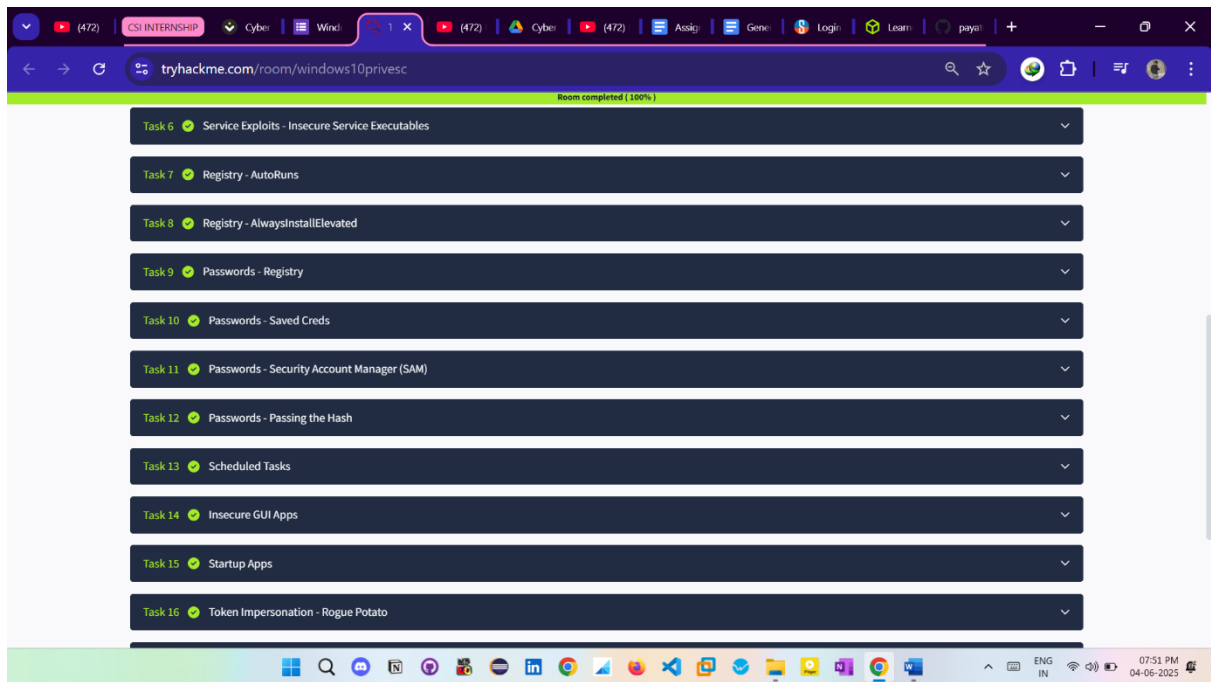 (472) CSI INTERNSHIP Cyber Wind 1 (472) Cyber (472) Assig Gene Login Learn payat
tryhackme.com/room/windows10privesc
Room completed ( 100% )
Task 6 Service Exploits - Insecure Service Executables
Task 7 Registry - AutoRuns
Task 8 Registry - AlwaysInstallElevated
Task 9 Passwords - Registry
Task 10 Passwords - Saved Creds
Task 11 Passwords - Security Account Manager (SAM)
Task 12 Passwords - Passing the Hash
Task 13 Scheduled Tasks
Task 14 Insecure GUI Apps
Task 15 Startup Apps
Task 16 Token Impersonation - Rogue Potato
ENG 07:51 PM
IN 04-06-2025